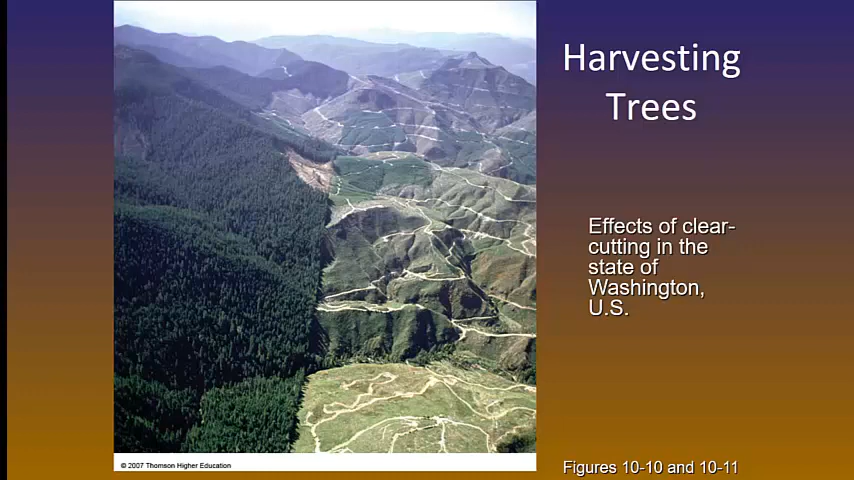 Harvesting
Trees
Effects of clear-
cutting in the
state of
Washington,
U.S.
© 2007 Thomson Higher Education
Figures 10-10 and 10-11